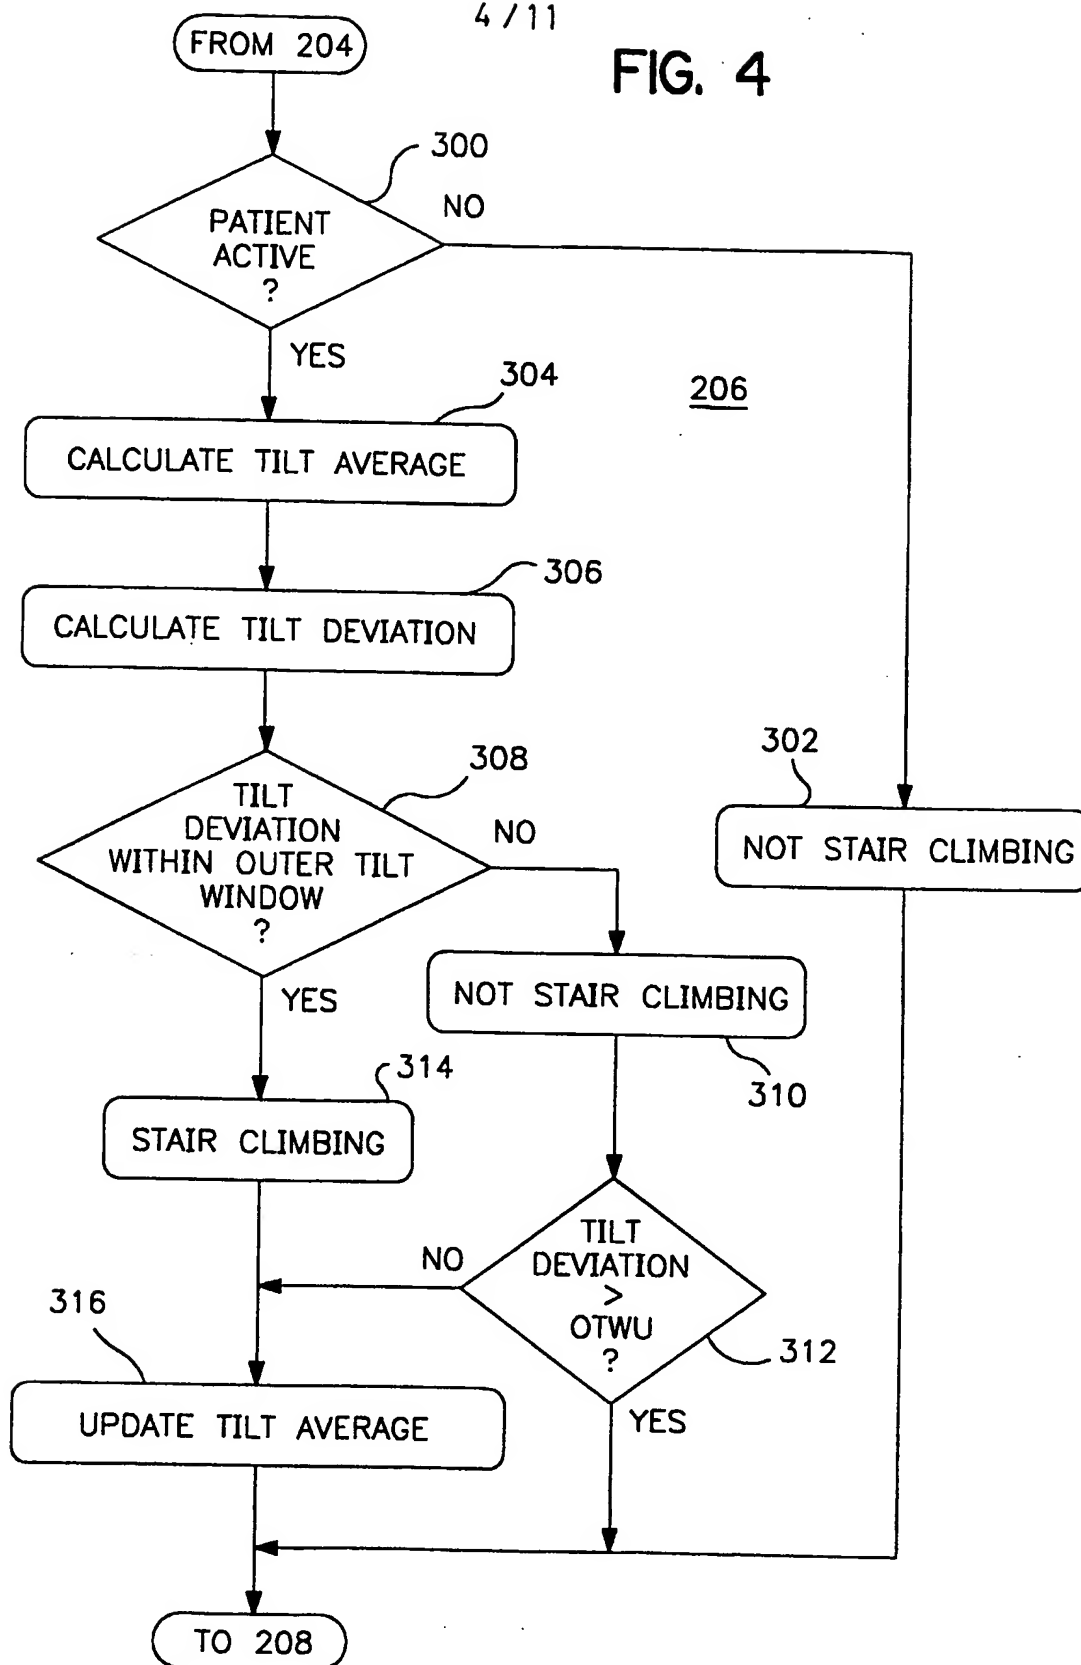 4/11
FIG. 4
FROM 204
300
PATIENT
ACTIVE
?
NO
YES
304
206
CALCULATE TILT AVERAGE
306
CALCULATE TILT DEVIATION
308
TILT
DEVIATION
WITHIN OUTER TILT
WINDOW
?
NO
302
NOT STAIR CLIMBING
YES
NOT STAIR CLIMBING
310
314
STAIR CLIMBING
TILT
DEVIATION
>
OTWU
?
NO
312
316
YES
UPDATE TILT AVERAGE
TO 208